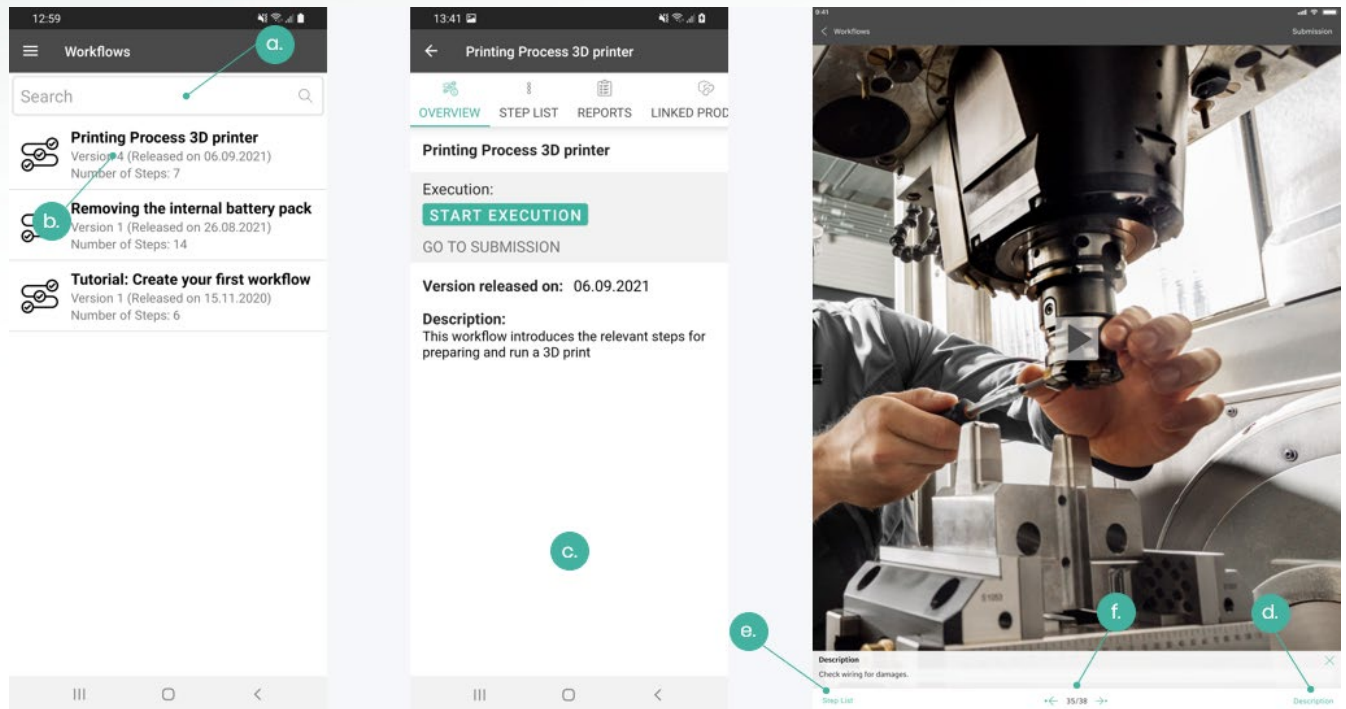 12:59
Workflows
a.
Search
Printing Process 3D printer
Version 4 (Released on 06.09.2021)
Number of Steps: 7
b.
Removing the internal battery pack
Version 1 (Released on 26.08.2021)
Number of Steps: 14
Tutorial: Create your first workflow
Version 1 (Released on 15.11.2020)
Number of Steps: 6
13:41
Printing Process 3D printer
OVERVIEW STEP LIST REPORTS LINKED PROD
Printing Process 3D printer
Execution:
START EXECUTION
GO TO SUBMISSION
Version released on: 06.09.2021
Description:
This workflow introduces the relevant steps for
preparing and run a 3D print
c.
9:41
Workflows
Submission
f.
d.
e.
Description
Check wiring for damages.
Step List
35/38
Description